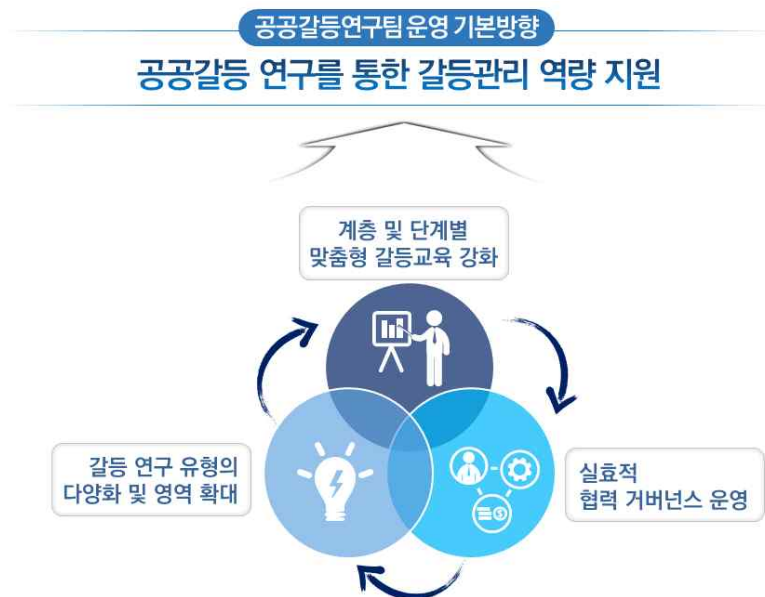 공공갈등연구팀 운영 기본방향
공공갈등 연구를 통한 갈등관리 역량 지원
계층 및 단계별
맞춤형 갈등교육 강화
갈등 연구 유형의
다양화 및 영역 확대
실효적
협력 거버넌스 운영